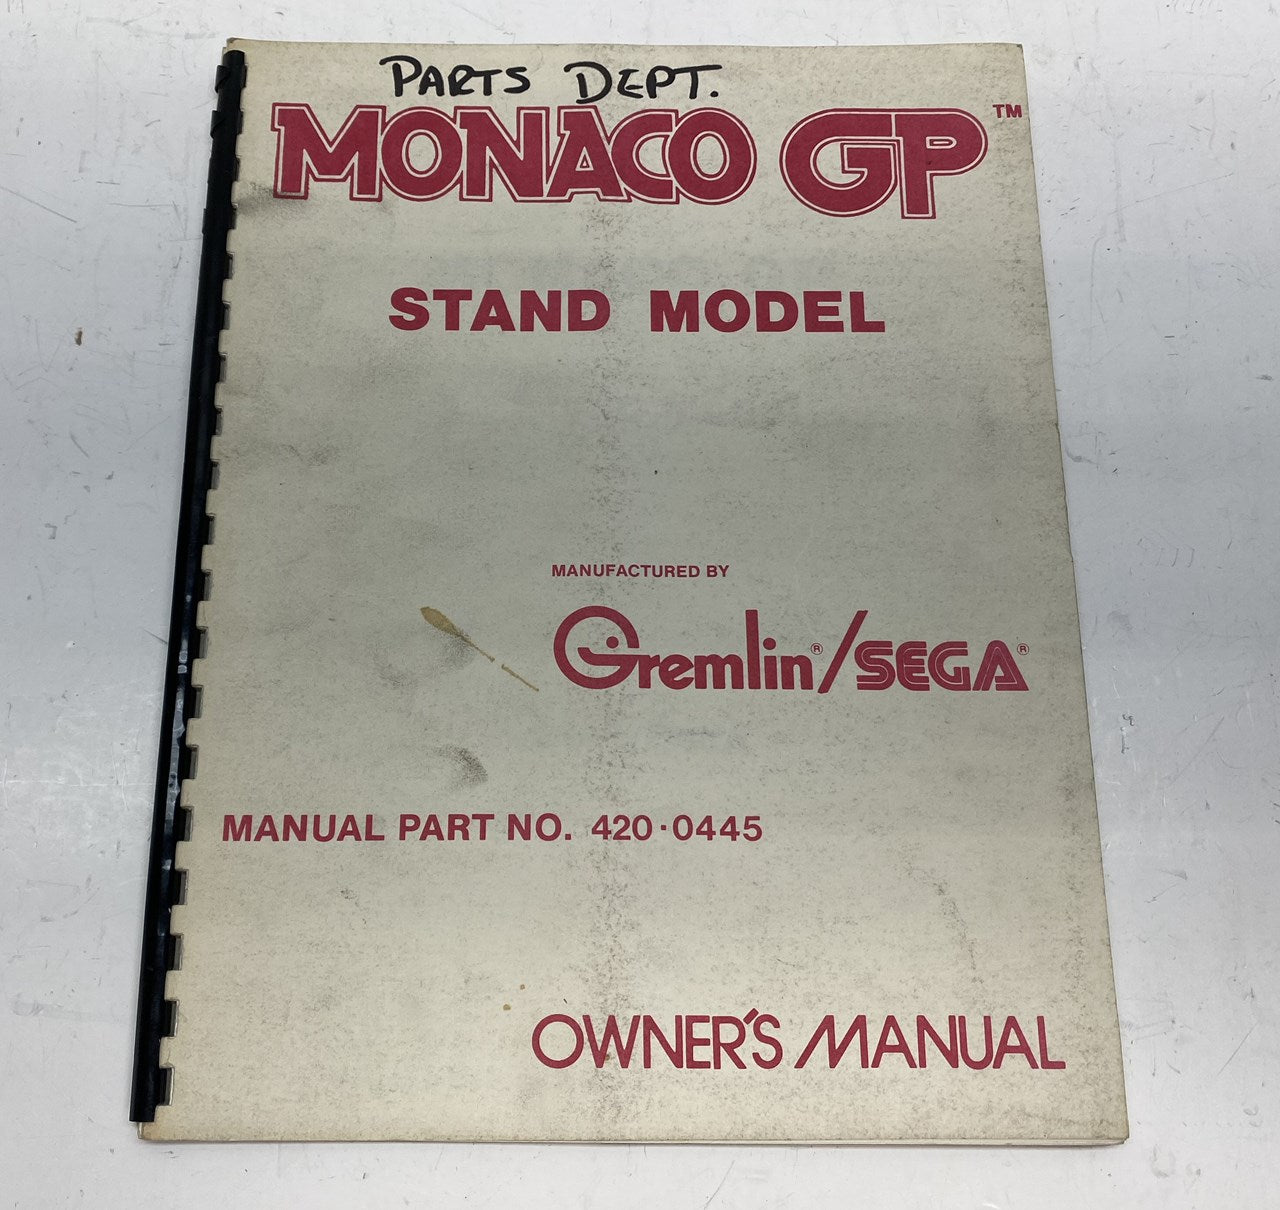 PARTS DEPT.
MONACO GP™
STAND MODEL
MANUFACTURED BY
Gremlin®/SEGA®
MANUAL PART NO. 420·0445
OWNER'S MANUAL